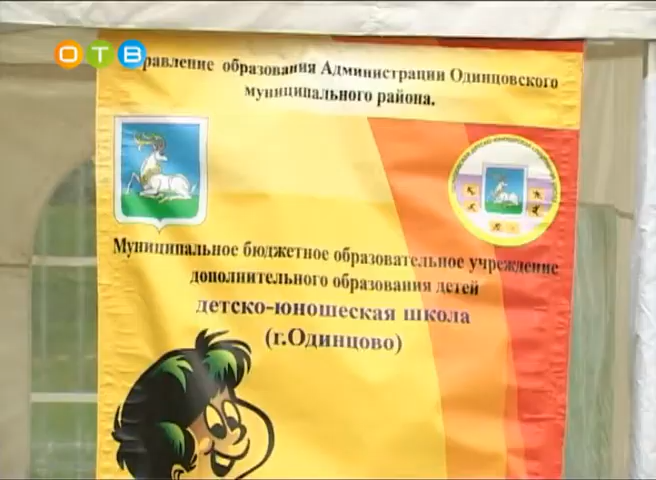 ОТВ
равление образования Администрации Одинцовского
муниципального района.
Муниципальное бюджетное образовательное учреждение
дополнительного образования детей
детско-юношеская школа
(г.Одинцово)